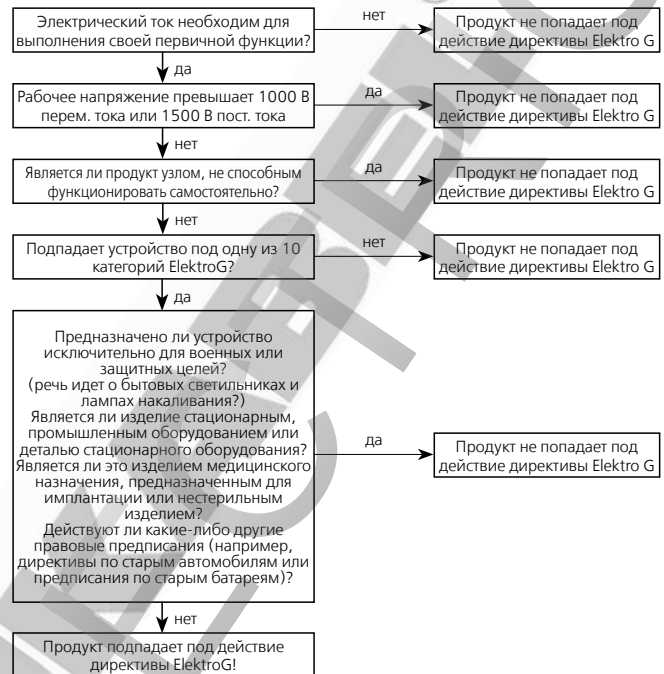 Электрический ток необходим для
выполнения своей первичной функции?
нет
Продукт не попадает под
действие директивы Elektro G
да
Рабочее напряжение превышает 1000 В
перем. тока или 1500 В пост. тока
да
Продукт не попадает под
действие директивы Elektro G
нет
Является ли продукт узлом, не способным
функционировать самостоятельно?
да
Продукт не попадает под
действие директивы Elektro G
нет
Подпадает устройство под одну из 10
категорий ElektroG?
нет
Продукт не попадает под
действие директивы Elektro G
да
Предназначено ли устройство
исключительно для военных или
защитных целей?
(речь идет о бытовых светильниках и
лампах накаливания?)
Является ли изделие стационарным,
промышленным оборудованием или
деталью стационарного оборудования?
Является ли это изделием медицинского
назначения, предназначенным для
имплантации или нестерильным
изделием?
Действуют ли какие-либо другие
правовые предписания (например,
директивы по старым автомобилям или
предписания по старым батареям)?
да
Продукт не попадает под
действие директивы Elektro G
нет
Продукт подпадает под действие
директивы ElektroG!